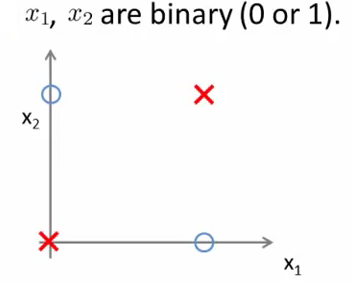 x₁, x₂ are binary (0 or 1).
x₂
x₁